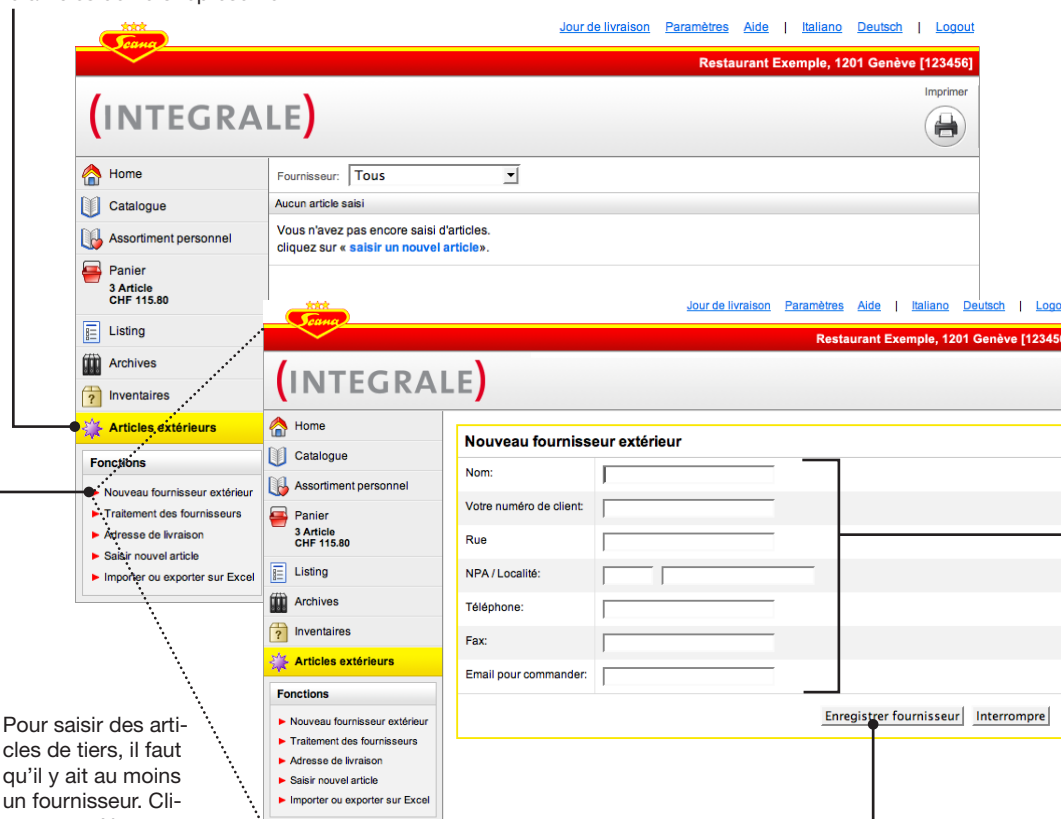 Scana
Jour de livraison Paramètres Aide | Italiano Deutsch | Logout
Restaurant Exemple, 1201 Genève [123456]
(INTEGRALE)
Imprimer
Home
Catalogue
Assortiment personnel
Panier
3 Article
CHF 115.80
Listing
Archives
Inventaires
Articles extérieurs
Fonctions
Nouveau fournisseur extérieur
Traitement des fournisseurs
Adresse de livraison
Saisir nouvel article
Importer ou exporter sur Excel
Fournisseur: Tous
Aucun article saisi
Vous n'avez pas encore saisi d'articles.
cliquez sur « saisir un nouvel article».
Scana
Jour de livraison Paramètres Aide | Italiano Deutsch | Logo
Restaurant Exemple, 1201 Genève [12345
(INTEGRALE)
Home
Catalogue
Assortiment personnel
Panier
3 Article
CHF 115.80
Listing
Archives
Inventaires
Articles extérieurs
Fonctions
Nouveau fournisseur extérieur
Traitement des fournisseurs
Adresse de livraison
Saisir nouvel article
Importer ou exporter sur Excel
Nouveau fournisseur extérieur
Nom:
Votre numéro de client:
Rue
NPA / Localité:
Téléphone:
Fax:
Email pour commander:
Enregistrer fournisseur Interrompre
Pour saisir des arti-
cles de tiers, il faut
qu'il y ait au moins
un fournisseur. Cli-